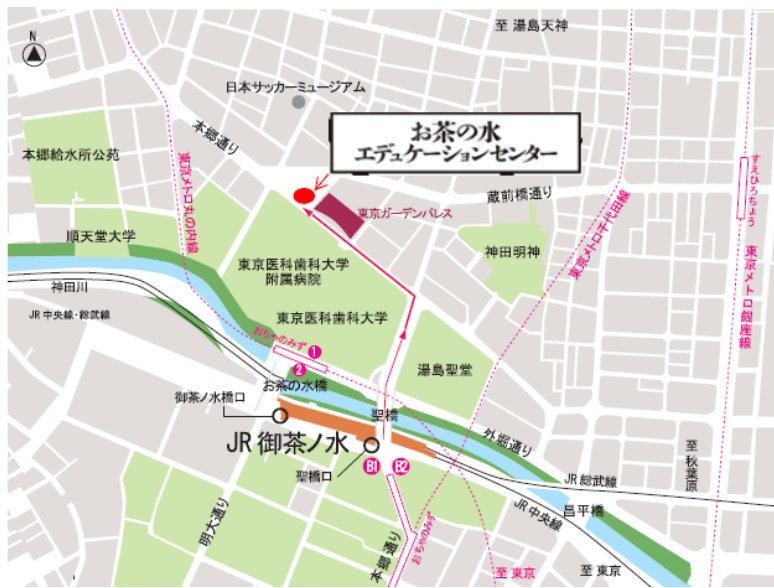 N
至 湯島天神
日本サッカーミュージアム
本郷通り
お茶の水
エデュケーションセンター
本郷給水所公苑
東京メトロ丸の内線
蔵前橋通り
すえひろちょう
東京ガーデンパレス
順天堂大学
神田明神
東京メトロ千代田線
東京医科歯科大学
附属病院
東京メトロ銀座線
神田川
JR 中央線・総武線
東京医科歯科大学
おちゃのみず
1
2
湯島聖堂
お茶の水橋
御茶ノ水橋口
聖橋
外堀通り
JR 御茶ノ水
至
秋葉原
聖橋口
B1
B2
JR 総武線
JR 中央線
昌平橋
明大通り
おちゃのみず
本郷通り
至 東京
至 東京